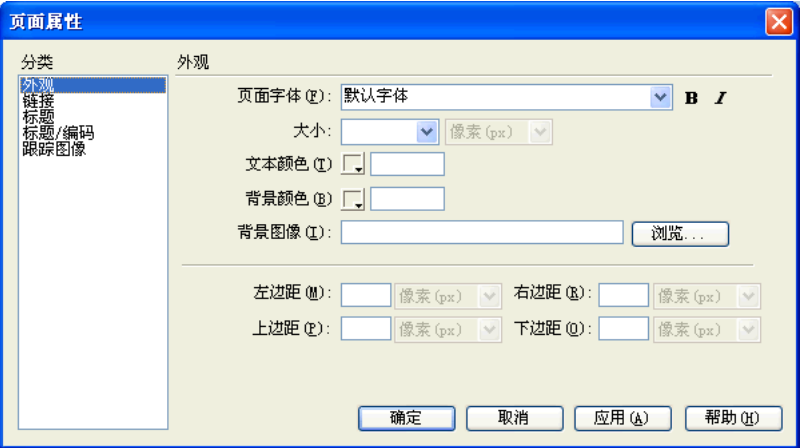 页面属性
分类
外观
链接
标题
标题/编码
跟踪图像
外观
页面字体(F): 默认字体 B I
大小: 像素(px)
文本颜色(T)
背景颜色(B)
背景图像(I): 浏览...
左边距(M): 像素(px) 右边距(R): 像素(px)
上边距(P): 像素(px) 下边距(O): 像素(px)
确定 取消 应用(A) 帮助(H)